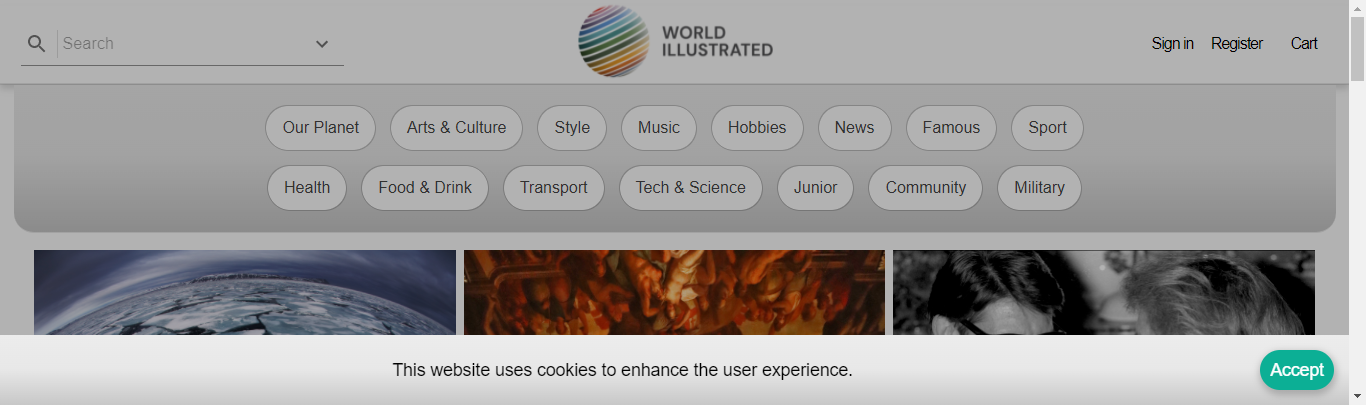 Search
WORLD
ILLUSTRATED
Sign in Register Cart
Our Planet Arts & Culture Style Music Hobbies News Famous Sport
Health Food & Drink Transport Tech & Science Junior Community Military
This website uses cookies to enhance the user experience.
Accept